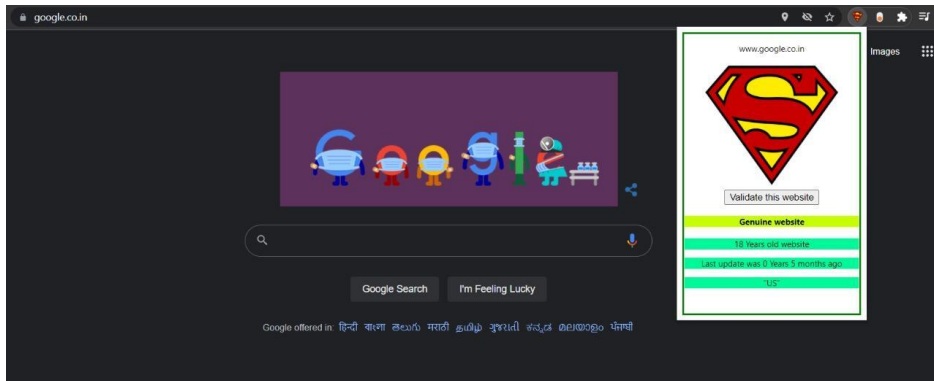 google.co.in
www.google.co.in
Images
Google
Validate this website
Genuine website
18 Years old website
Last update was 0 Years 5 months ago
"US"
Google Search
I'm Feeling Lucky
Google offered in: हिन्दी বাংলা తెలుగు मराठी தமிழ் ગુજરાતી ಕನ್ನಡ മലയാളം ਪੰਜਾਬੀ